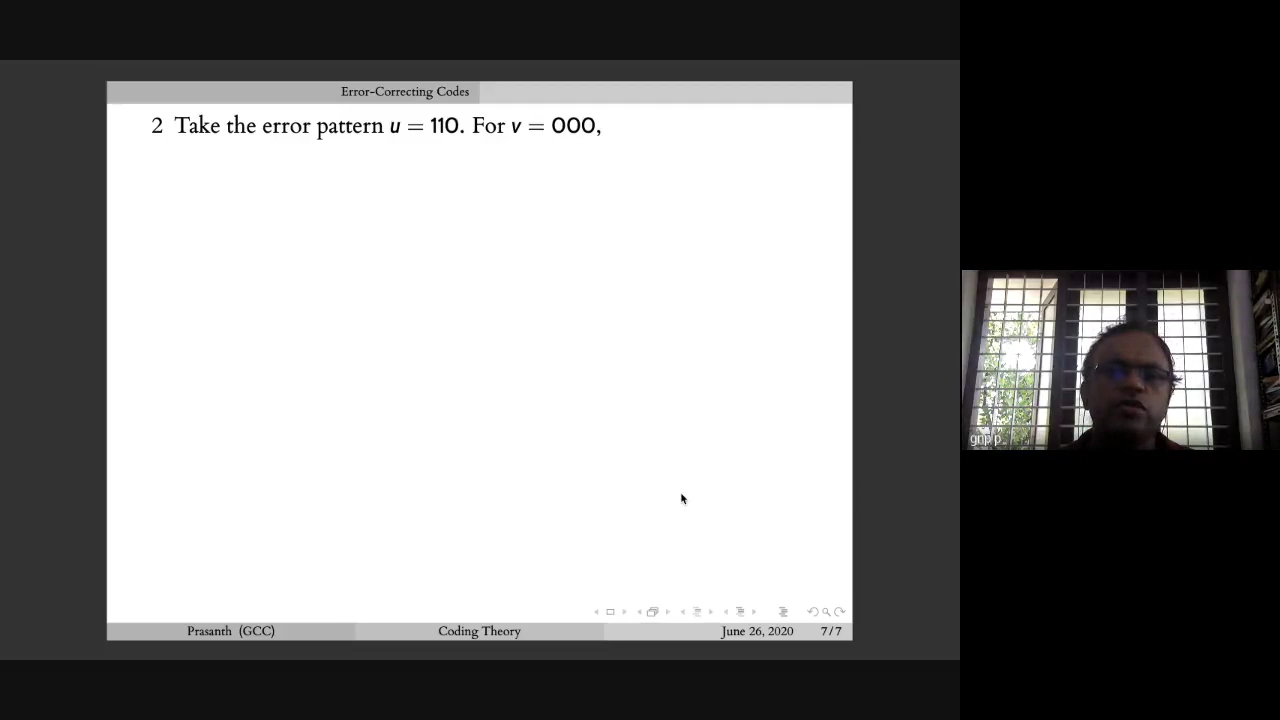 Error-Correcting Codes
2 Take the error pattern u = 110. For v = 000,
gnp p
Prasanth (GCC) Coding Theory June 26, 2020 7/7